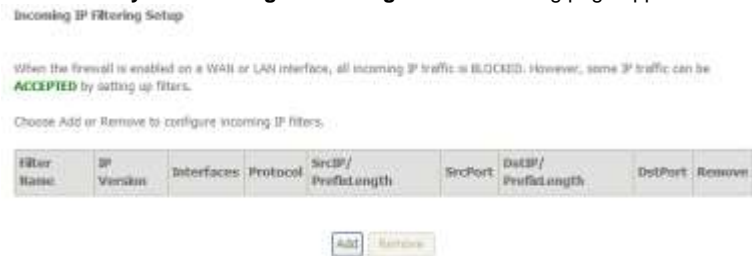 Incoming IP Filtering Setup
When the firewall is enabled on a WAN or LAN interface, all incoming IP traffic is BLOCKED. However, some IP traffic can be
ACCEPTED by setting up filters.
Choose Add or Remove to configure incoming IP filters.
Filter Name IP Version Interfaces Protocol SrcIP/ PrefixLength SrcPort DstIP/ PrefixLength DstPort Remove
Add Remove